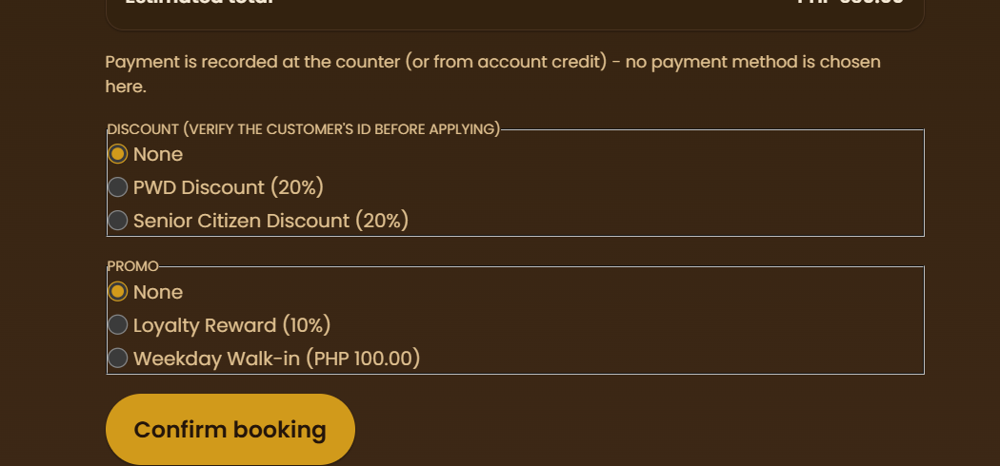 Estimated total
Payment is recorded at the counter (or from account credit) - no payment method is chosen
here.
DISCOUNT (VERIFY THE CUSTOMER'S ID BEFORE APPLYING)
None
PWD Discount (20%)
Senior Citizen Discount (20%)
PROMO
None
Loyalty Reward (10%)
Weekday Walk-in (PHP 100.00)
Confirm booking